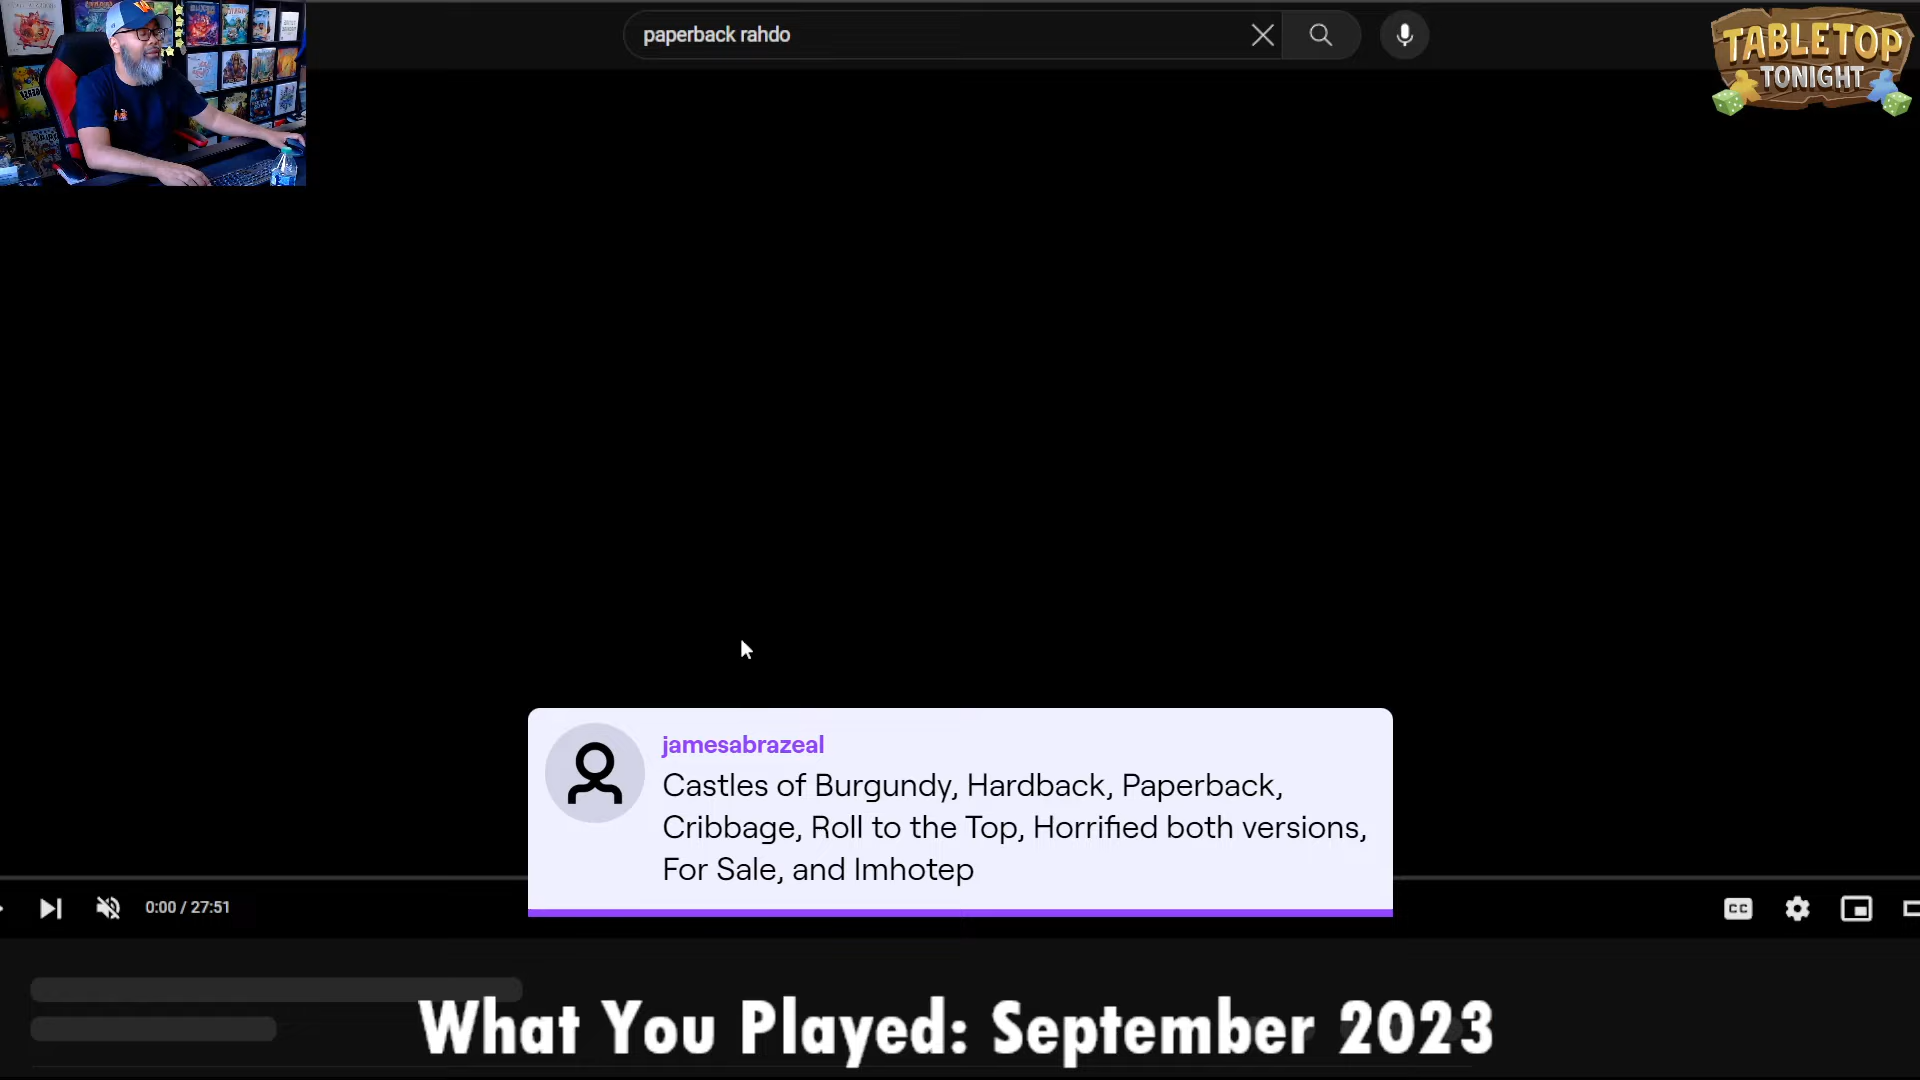 paperback rahdo
TABLETOP
TONIGHT
jamesabrazeal
Castles of Burgundy, Hardback, Paperback,
Cribbage, Roll to the Top, Horrified both versions,
For Sale, and Imhotep
0:00 / 27:51
CC
What You Played: September 2023